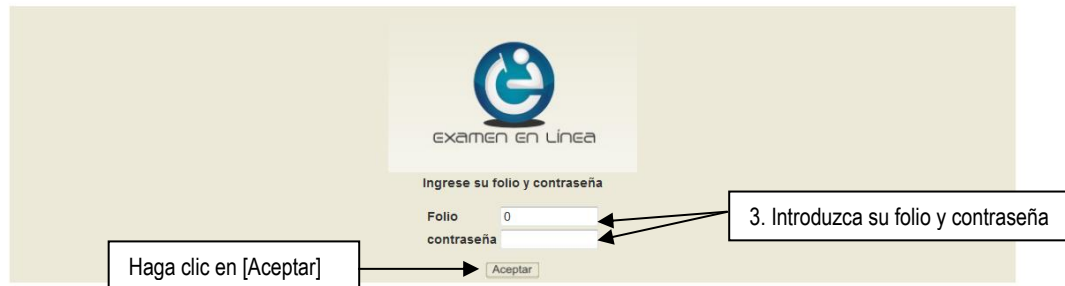 Examen en Línea
Ingrese su folio y contraseña
Folio 0
3. Introduzca su folio y contraseña
contraseña
Haga clic en [Aceptar]
Aceptar